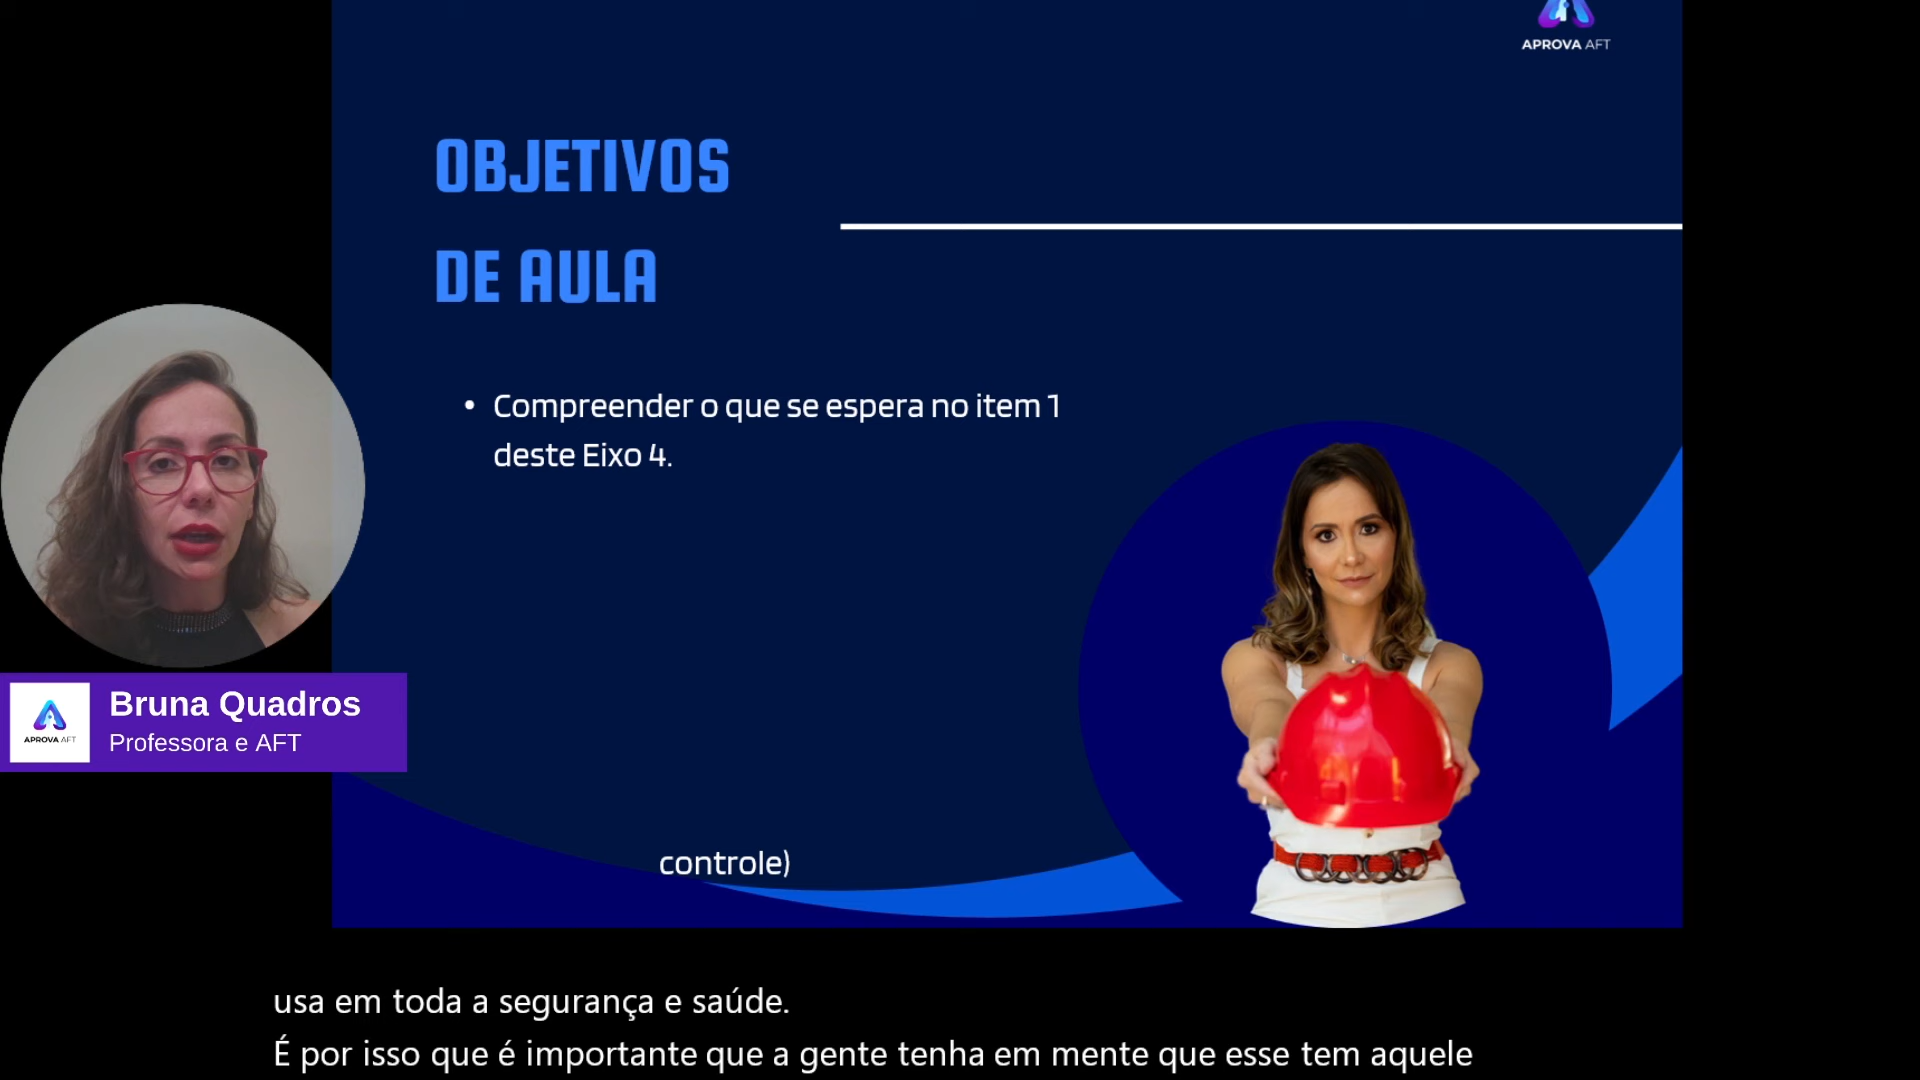 APROVA AFT
OBJETIVOS
DE AULA
• Compreender o que se espera no item 1
deste Eixo 4.
Bruna Quadros
APROVA AFT
Professora e AFT
controle)
usa em toda a segurança e saúde.
É por isso que é importante que a gente tenha em mente que esse tem aquele